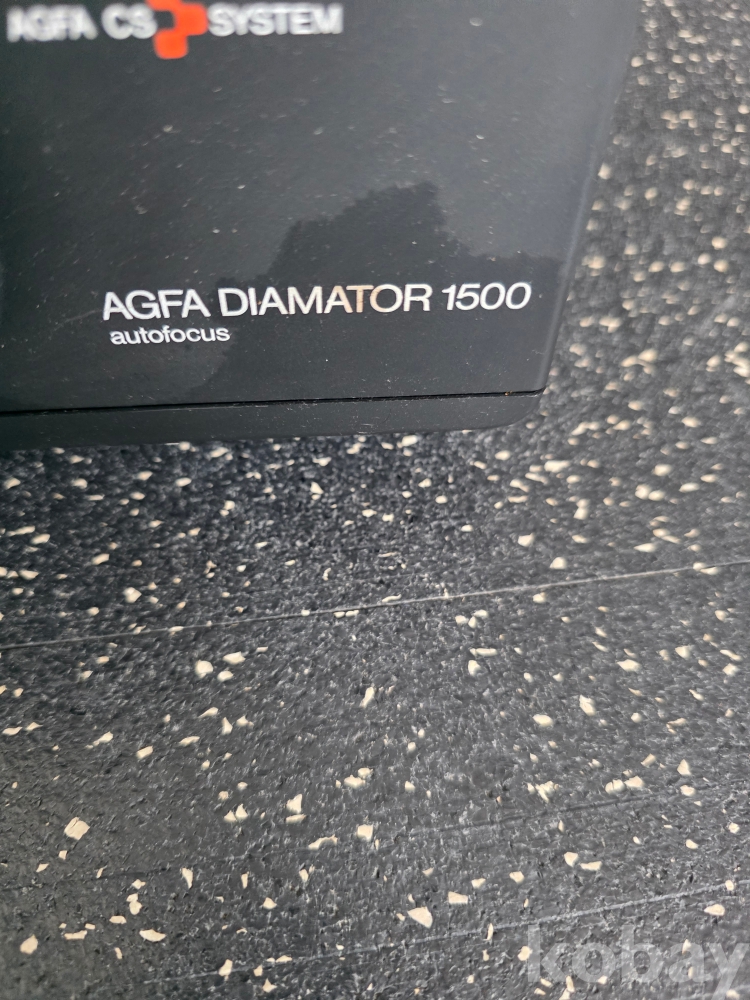 AGFA CS SYSTEM
AGFA DIAMATOR 1500
autofocus
kobay